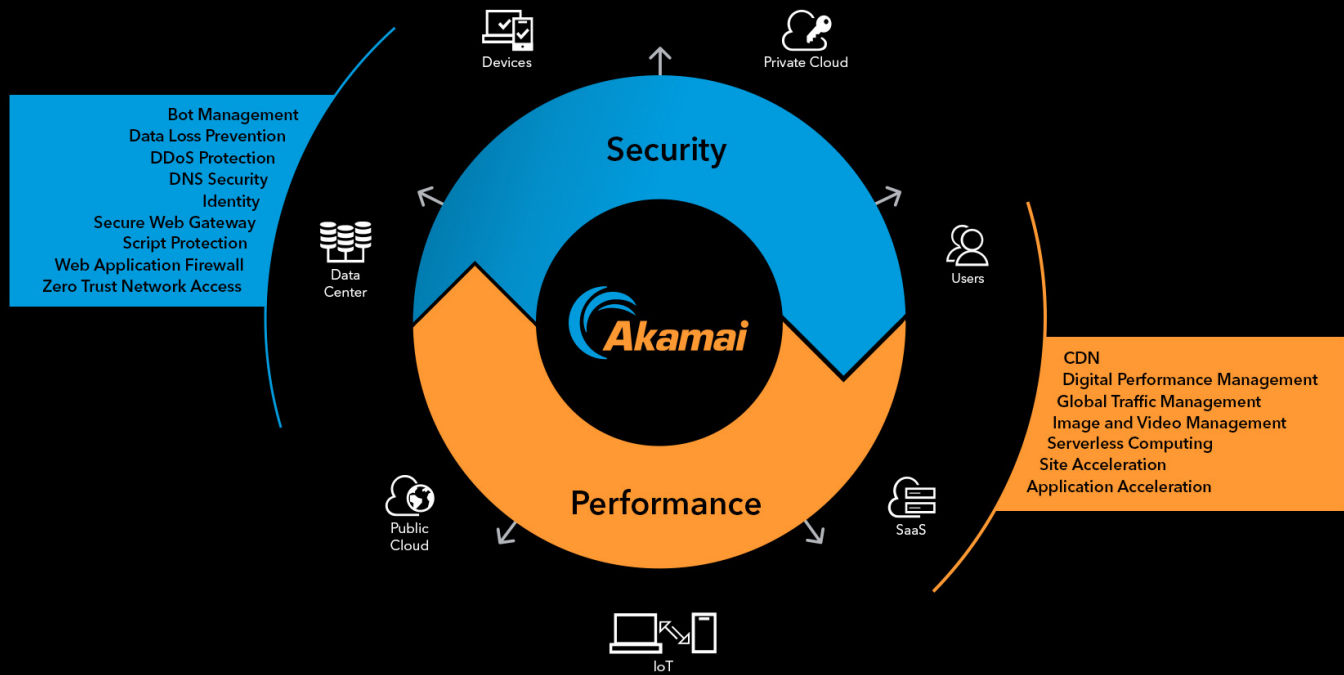 Devices
Private Cloud
Bot Management
Data Loss Prevention
DDoS Protection
DNS Security
Identity
Secure Web Gateway
Script Protection
Web Application Firewall
Zero Trust Network Access
Security
Data
Center
Users
Akamai
CDN
Digital Performance Management
Global Traffic Management
Image and Video Management
Serverless Computing
Site Acceleration
Application Acceleration
Performance
Public
Cloud
SaaS
IoT